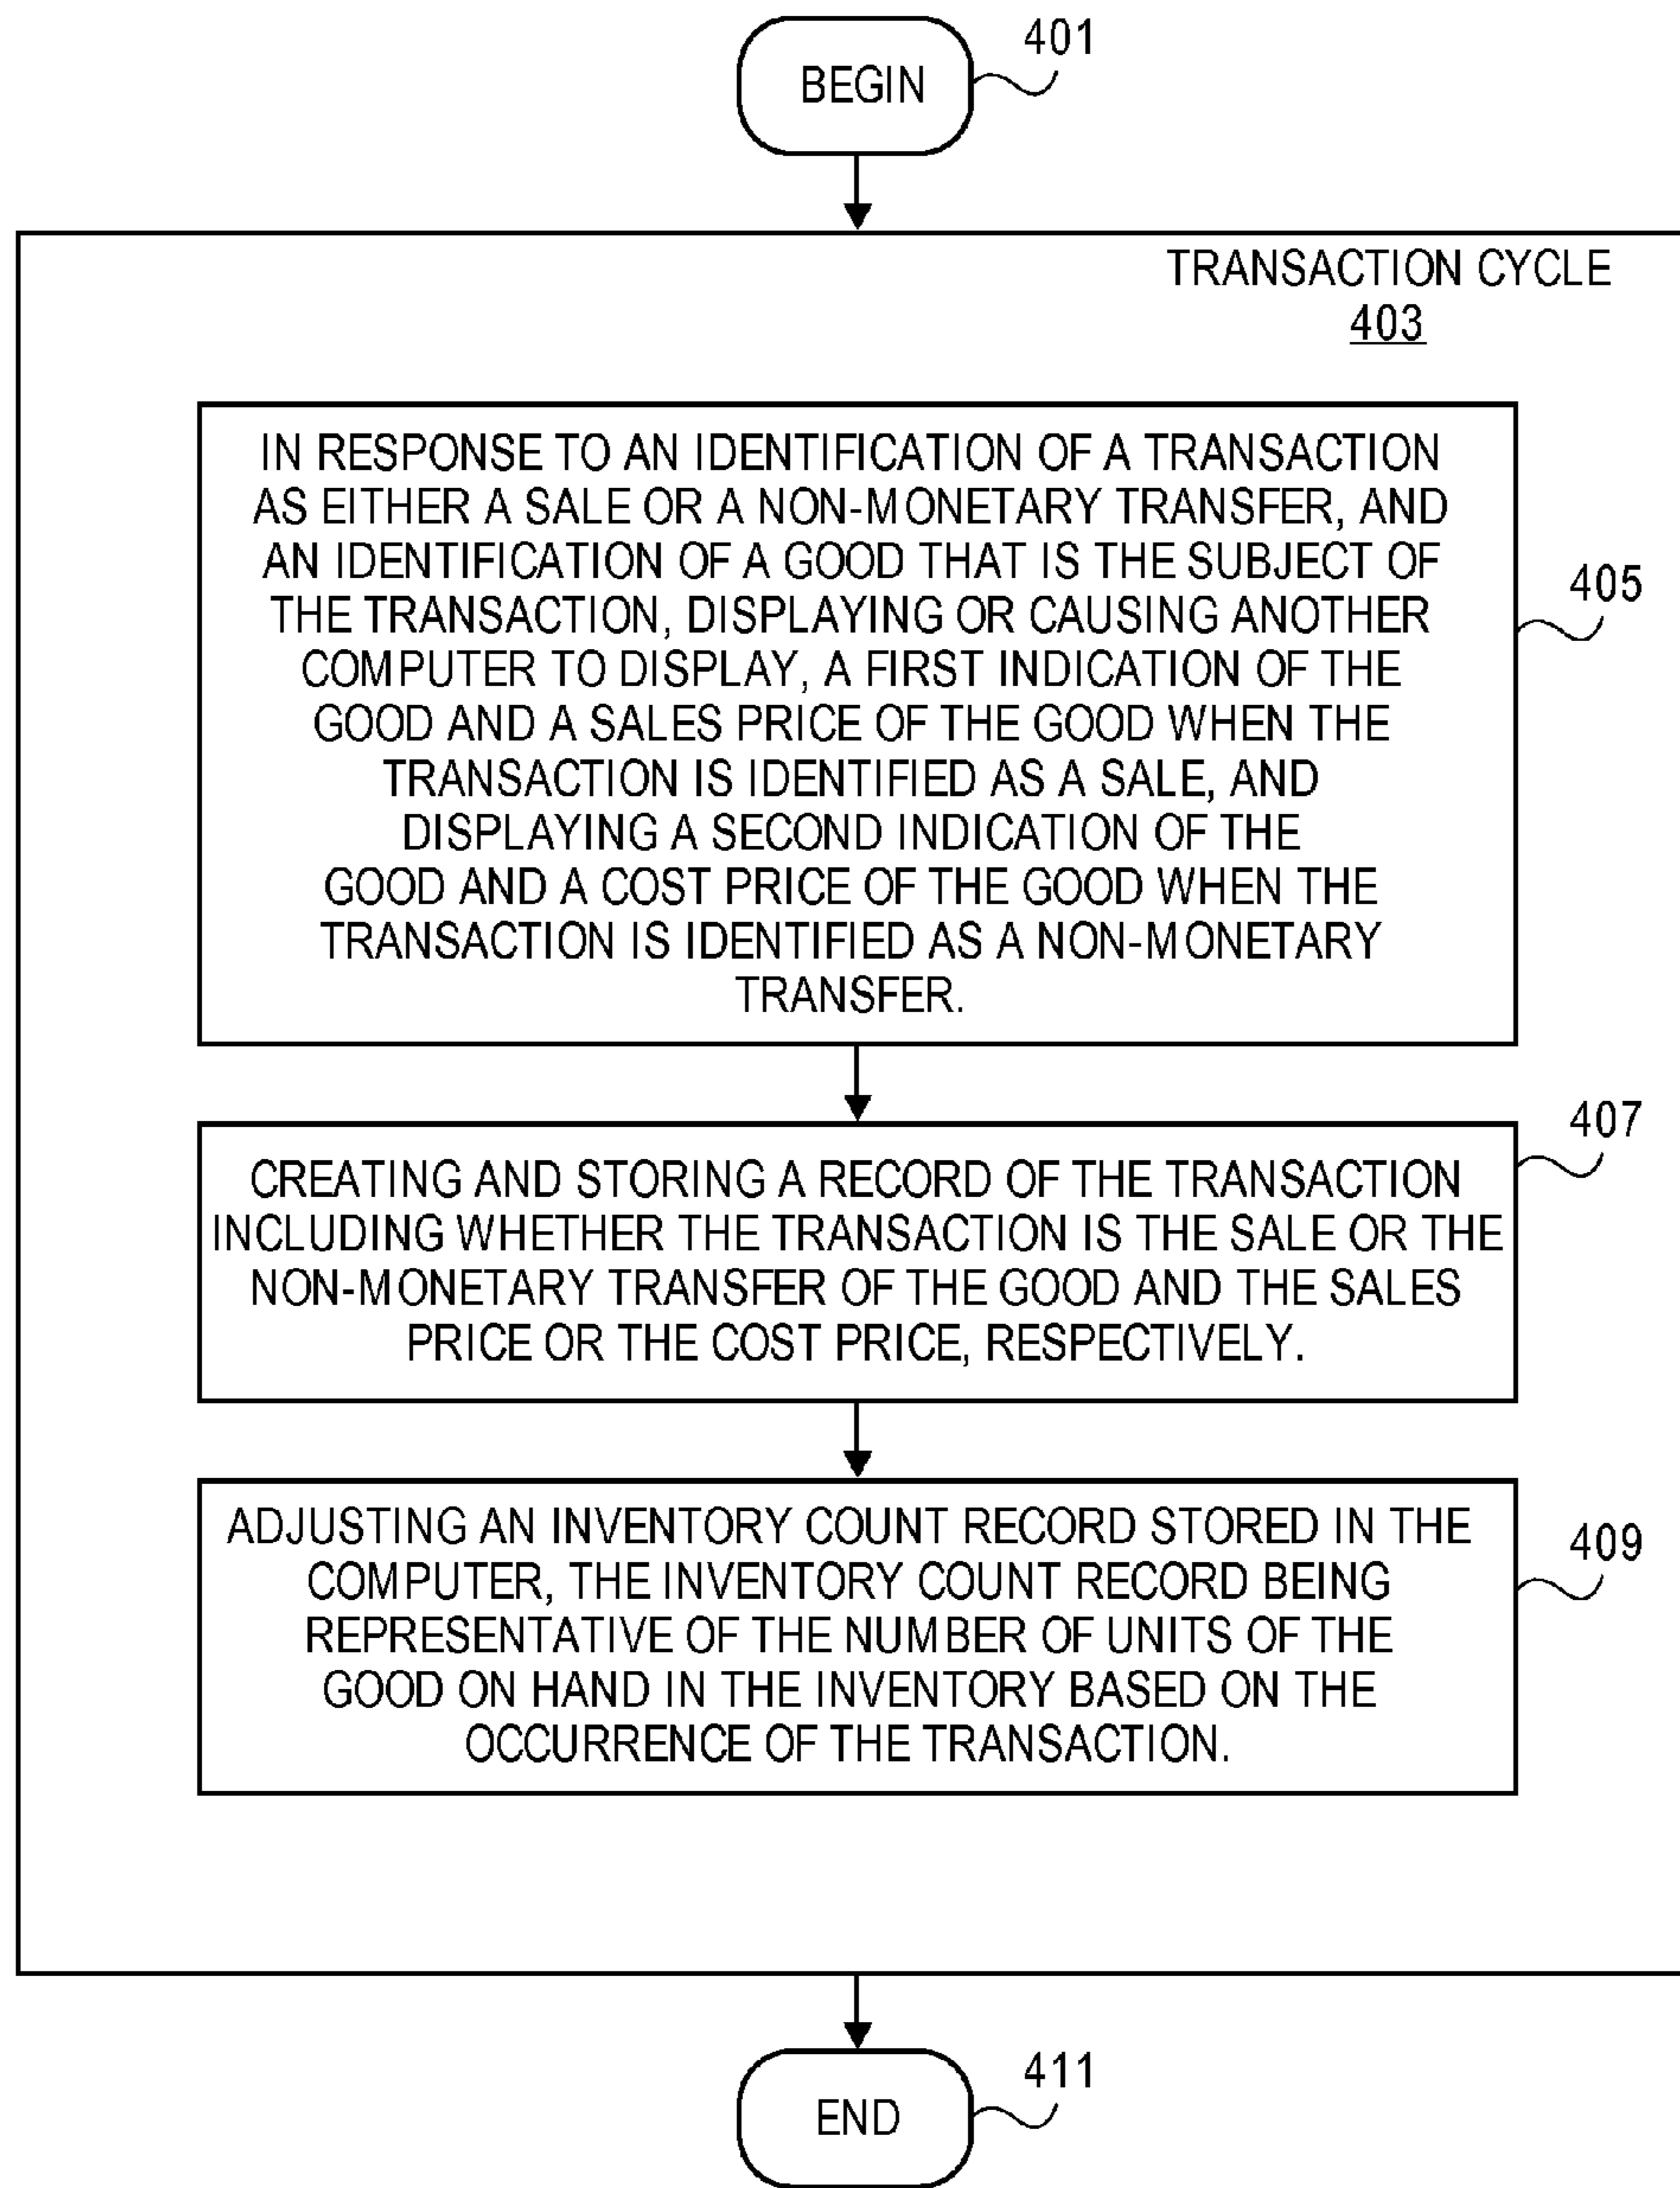 BEGIN
401
TRANSACTION CYCLE
403
IN RESPONSE TO AN IDENTIFICATION OF A TRANSACTION
AS EITHER A SALE OR A NON-MONETARY TRANSFER, AND
AN IDENTIFICATION OF A GOOD THAT IS THE SUBJECT OF
THE TRANSACTION, DISPLAYING OR CAUSING ANOTHER
COMPUTER TO DISPLAY, A FIRST INDICATION OF THE
GOOD AND A SALES PRICE OF THE GOOD WHEN THE
TRANSACTION IS IDENTIFIED AS A SALE, AND
DISPLAYING A SECOND INDICATION OF THE
GOOD AND A COST PRICE OF THE GOOD WHEN THE
TRANSACTION IS IDENTIFIED AS A NON-MONETARY
TRANSFER.
405
CREATING AND STORING A RECORD OF THE TRANSACTION
INCLUDING WHETHER THE TRANSACTION IS THE SALE OR THE
NON-MONETARY TRANSFER OF THE GOOD AND THE SALES
PRICE OR THE COST PRICE, RESPECTIVELY.
407
ADJUSTING AN INVENTORY COUNT RECORD STORED IN THE
COMPUTER, THE INVENTORY COUNT RECORD BEING
REPRESENTATIVE OF THE NUMBER OF UNITS OF THE
GOOD ON HAND IN THE INVENTORY BASED ON THE
OCCURRENCE OF THE TRANSACTION.
409
END
411